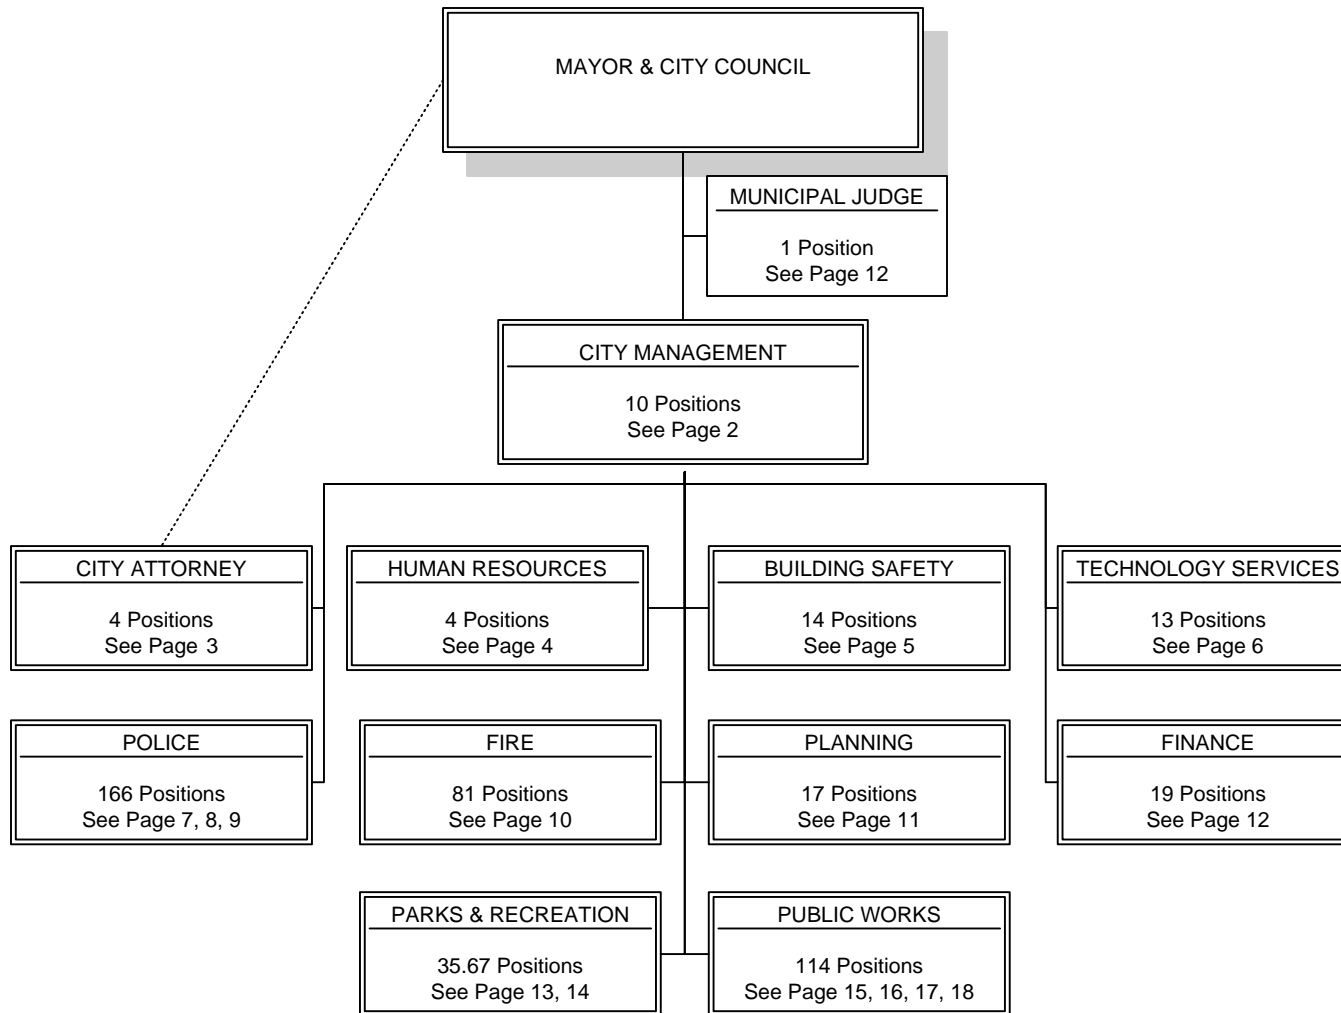 MAYOR & CITY COUNCIL
MUNICIPAL JUDGE
1 Position
See Page 12
CITY MANAGEMENT
10 Positions
See Page 2
CITY ATTORNEY
4 Positions
See Page 3
HUMAN RESOURCES
4 Positions
See Page 4
BUILDING SAFETY
14 Positions
See Page 5
TECHNOLOGY SERVICES
13 Positions
See Page 6
POLICE
166 Positions
See Page 7, 8, 9
FIRE
81 Positions
See Page 10
PLANNING
17 Positions
See Page 11
FINANCE
19 Positions
See Page 12
PARKS & RECREATION
35.67 Positions
See Page 13, 14
PUBLIC WORKS
114 Positions
See Page 15, 16, 17, 18